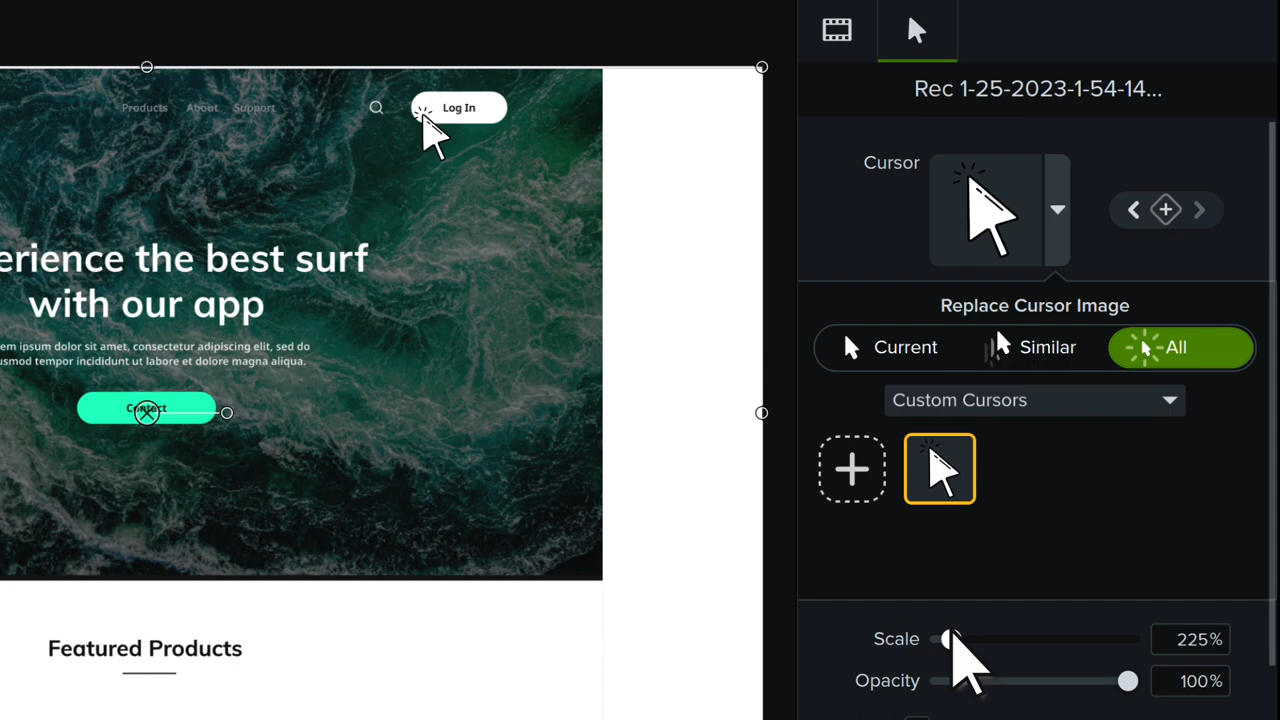 Products About Support
Log In
erience the best surf
with our app
em ipsum dolor sit amet, consectetur adipiscing elit, sed do
usmod tempor incididunt ut labore et dolore magna aliqua.
Contact
Featured Products
Rec 1-25-2023-1-54-14...
Cursor
Replace Cursor Image
Current Similar All
Custom Cursors
Scale 225%
Opacity 100%